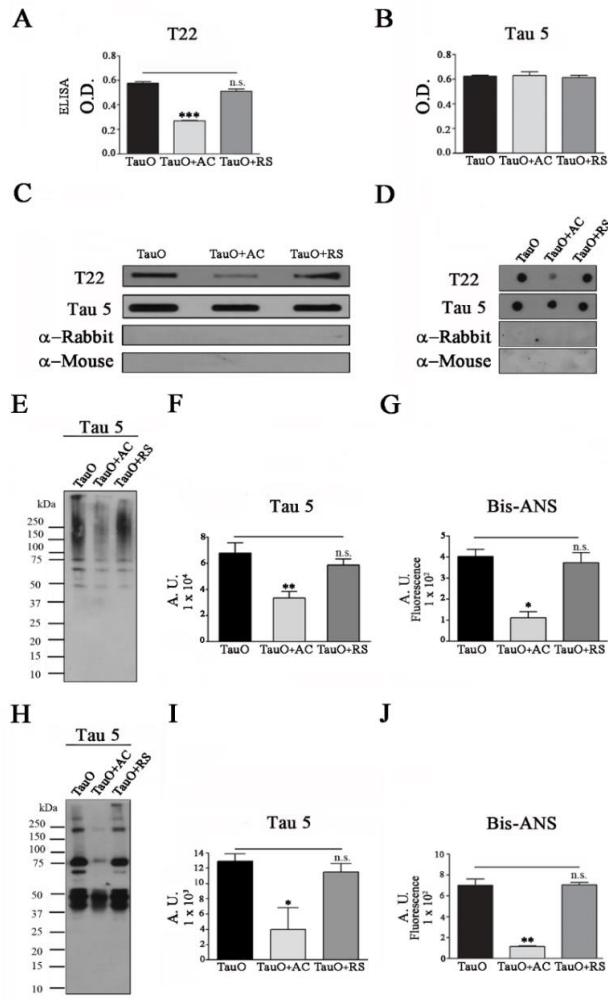 A
T22
ELISA
O.D.
0.8
0.6
0.4
0.2
0.0
***
n.s.
TauO TauO+AC TauO+RS
B
Tau 5
O.D.
0.8
0.6
0.4
0.2
0.0
TauO TauO+AC TauO+RS
C
TauO TauO+AC TauO+RS
T22
Tau 5
α−Rabbit
α−Mouse
D
TauO TauO+AC TauO+RS
T22
Tau 5
α−Rabbit
α−Mouse
E
Tau 5
TauO TauO+AC TauO+RS
kDa
250
150
100
75
50
37
25
20
15
10
F
Tau 5
A. U.
1 x 10⁴
8
6
4
2
0
**
n.s.
TauO TauO+AC TauO+RS
G
Bis-ANS
A. U.
Fluorescence
1 x 10²
5
4
3
2
1
0
*
n.s.
TauO TauO+AC TauO+RS
H
Tau 5
TauO TauO+AC TauO+RS
kDa
250
150
100
75
50
37
25
20
15
10
I
Tau 5
A. U.
1 x 10³
14
12
10
8
6
4
2
0
*
n.s.
TauO TauO+AC TauO+RS
J
Bis-ANS
A. U.
Fluorescence
1 x 10²
10
8
6
4
2
0
**
n.s.
TauO TauO+AC TauO+RS